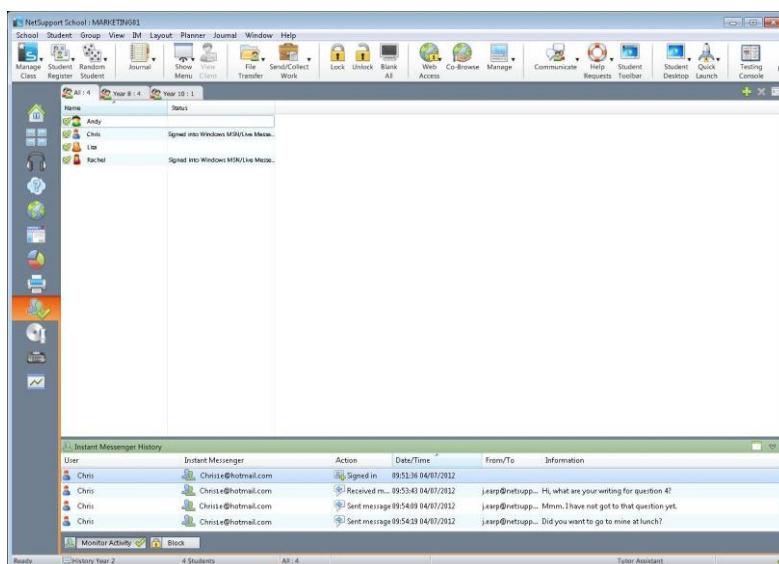 NetSupport School : MARKETING81
School Student Group View IM Layout Planner Journal Window Help
Manage Class Student Register Random Student Journal Show Menu View Client File Transfer Send/Collect Work Lock Unlock Blank All Web Access Co-Browse Manage Communicate Help Requests Student Toolbar Student Desktop Quick Launch Testing Console
All : 4 Year 8 : 4 Year 10 : 1
Name Status
Andy
Chris Signed into Windows MSN/Live Messe...
Lisa
Rachel Signed into Windows MSN/Live Messe...
Instant Messenger History
User Instant Messenger Action Date/Time From/To Information
Chris Chris1e@hotmail.com Signed in 09:51:36 04/07/2012
Chris Chris1e@hotmail.com Received m... 09:53:43 04/07/2012 j.earp@netsupp... Hi, what are your writing for question 4?
Chris Chris1e@hotmail.com Sent message 09:54:09 04/07/2012 j.earp@netsupp... Mmm. I have not got to that question yet.
Chris Chris1e@hotmail.com Sent message 09:54:19 04/07/2012 j.earp@netsupp... Did you want to go to mine at lunch?
Monitor Activity Block
Ready History Year 2 4 Students All : 4 Tutor Assistant